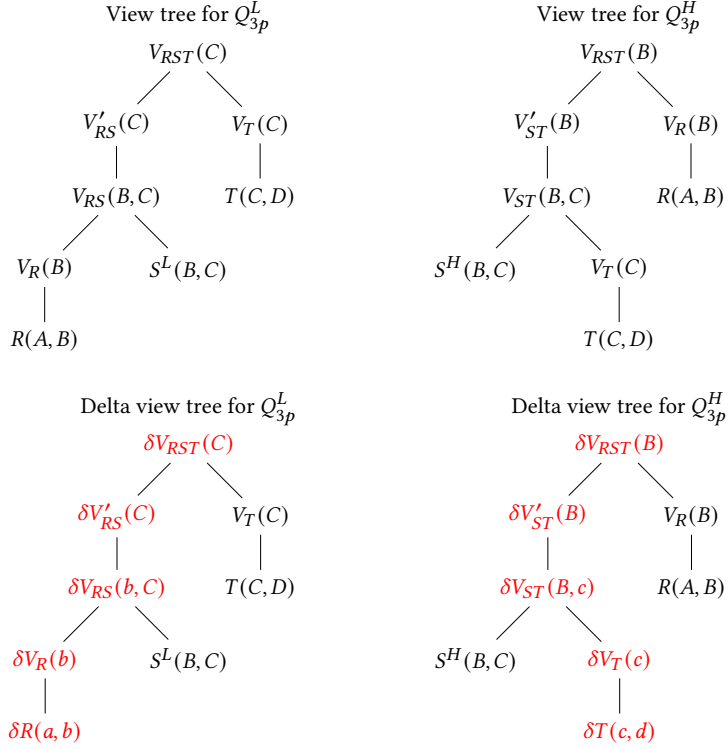 View tree for Q^L_{3p}
V_{RST}(C)
V'_{RS}(C) V_T(C)
V_{RS}(B, C) T(C, D)
V_R(B) S^L(B, C)
R(A, B)
View tree for Q^H_{3p}
V_{RST}(B)
V'_{ST}(B) V_R(B)
V_{ST}(B, C) R(A, B)
S^H(B, C) V_T(C)
T(C, D)
Delta view tree for Q^L_{3p}
δV_{RST}(C)
δV'_{RS}(C) V_T(C)
δV_{RS}(b, C) T(C, D)
δV_R(b) S^L(B, C)
δR(a, b)
Delta view tree for Q^H_{3p}
δV_{RST}(B)
δV'_{ST}(B) V_R(B)
δV_{ST}(B, c) R(A, B)
S^H(B, C) δV_T(c)
δT(c, d)